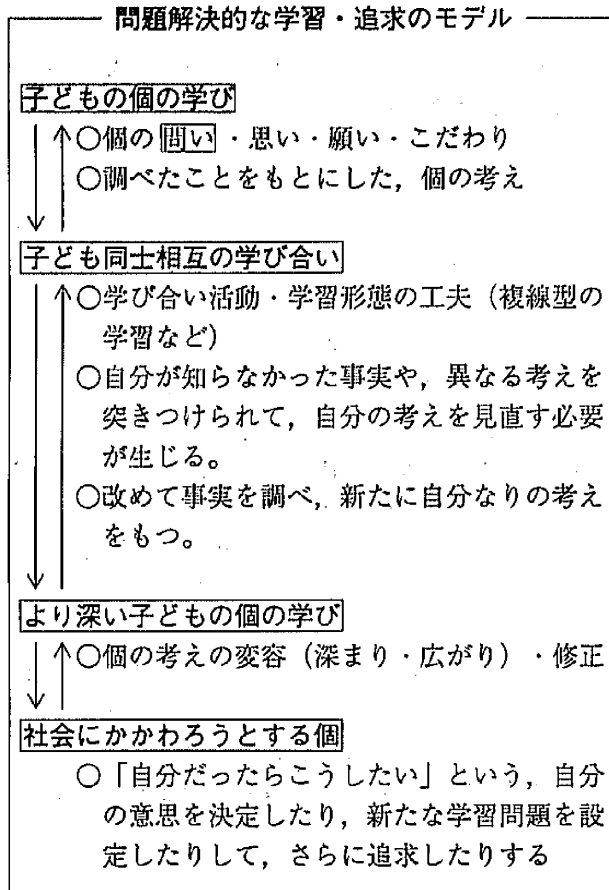 問題解決的な学習・追求のモデル
子どもの個の学び
○個の問い・思い・願い・こだわり
○調べたことをもとにした，個の考え
子ども同士相互の学び合い
○学び合い活動・学習形態の工夫（複線型の
学習など）
○自分が知らなかった事実や，異なる考えを
突きつけられて，自分の考えを見直す必要
が生じる。
○改めて事実を調べ，新たに自分なりの考え
をもつ。
より深い子どもの個の学び
○個の考えの変容（深まり・広がり）・修正
社会にかかわろうとする個
○「自分だったらこうしたい」という，自分
の意思を決定したり，新たな学習問題を設
定したりして，さらに追求したりする